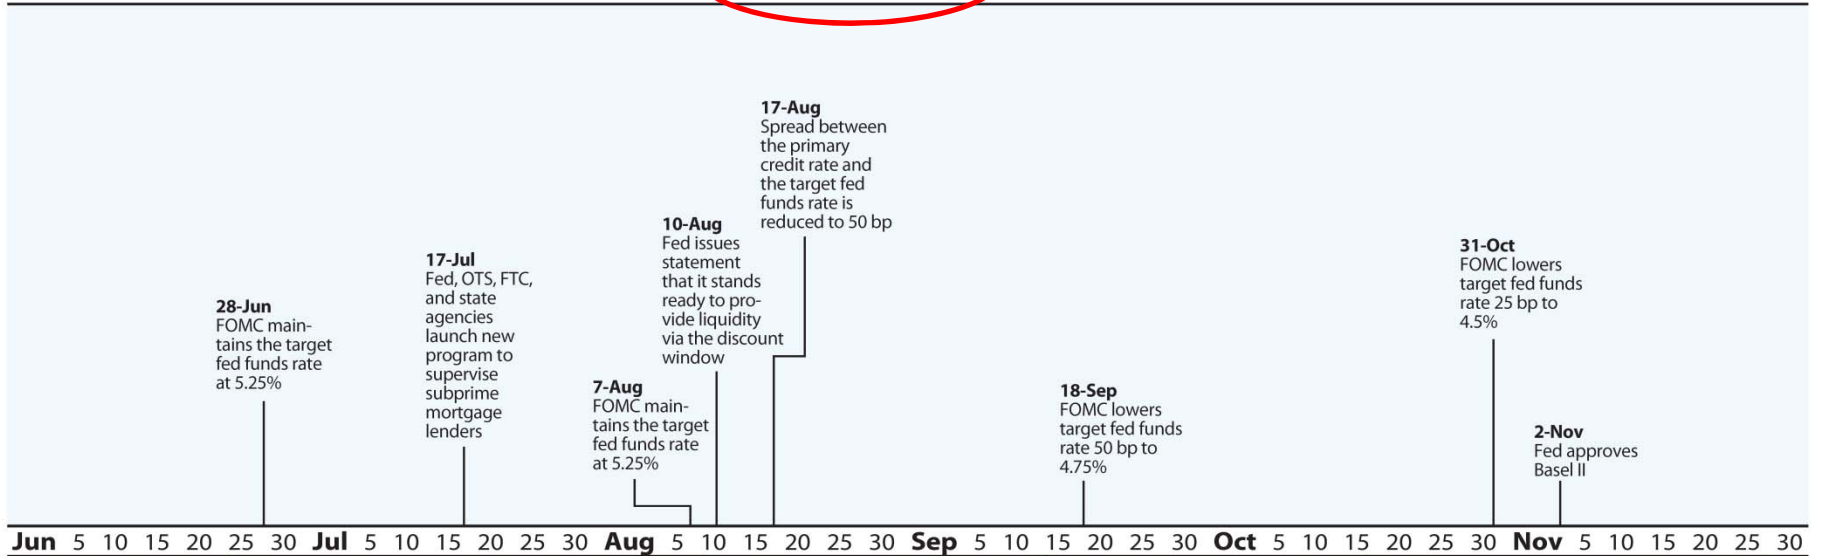 28-Jun
FOMC main-
tains the target
fed funds rate
at 5.25%
17-Jul
Fed, OTS, FTC,
and state
agencies
launch new
program to
supervise
subprime
mortgage
lenders
7-Aug
FOMC main-
tains the target
fed funds rate
at 5.25%
10-Aug
Fed issues
statement
that it stands
ready to pro-
vide liquidity
via the discount
window
17-Aug
Spread between
the primary
credit rate and
the target fed
funds rate is
reduced to 50 bp
18-Sep
FOMC lowers
target fed funds
rate 50 bp to
4.75%
31-Oct
FOMC lowers
target fed funds
rate 25 bp to
4.5%
2-Nov
Fed approves
Basel II
Jun 5 10 15 20 25 30 Jul 5 10 15 20 25 30 Aug 5 10 15 20 25 30 Sep 5 10 15 20 25 30 Oct 5 10 15 20 25 30 Nov 5 10 15 20 25 30